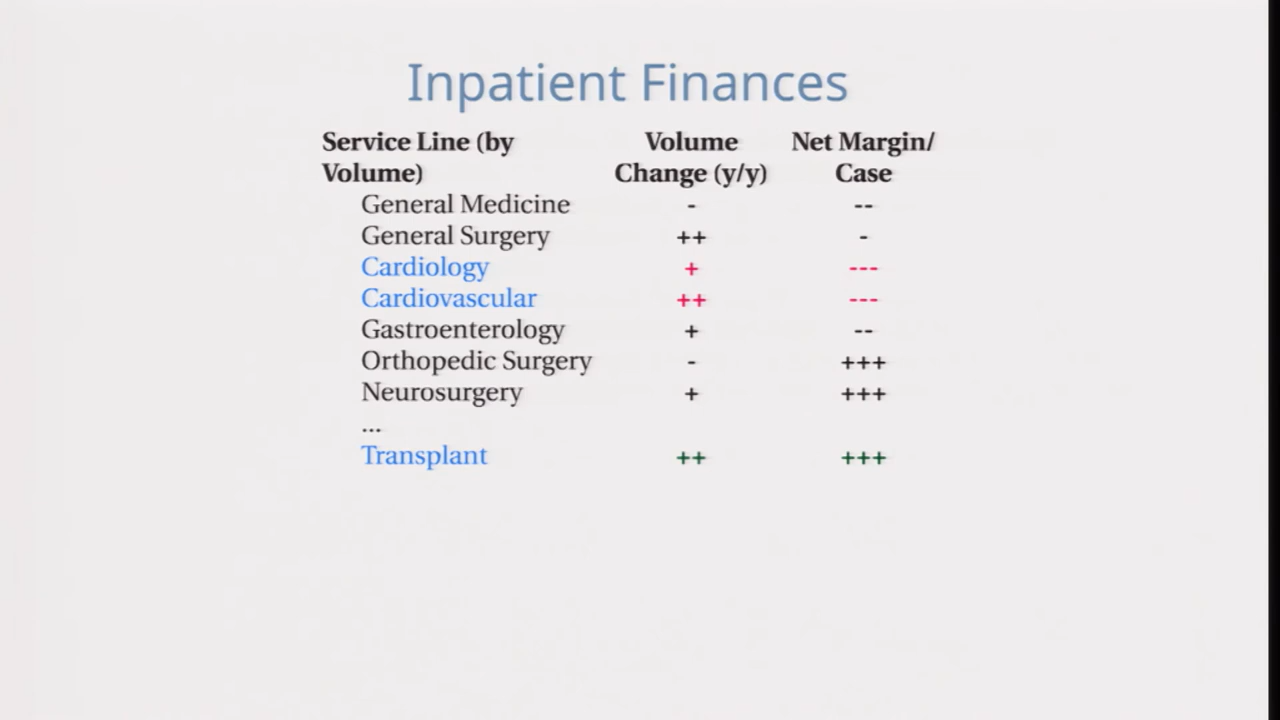 Inpatient Finances
Service Line (by Volume Net Margin/
Volume) Change (y/y) Case
General Medicine - --
General Surgery ++ -
Cardiology + ---
Cardiovascular ++ ---
Gastroenterology + --
Orthopedic Surgery - +++
Neurosurgery + +++
...
Transplant ++ +++